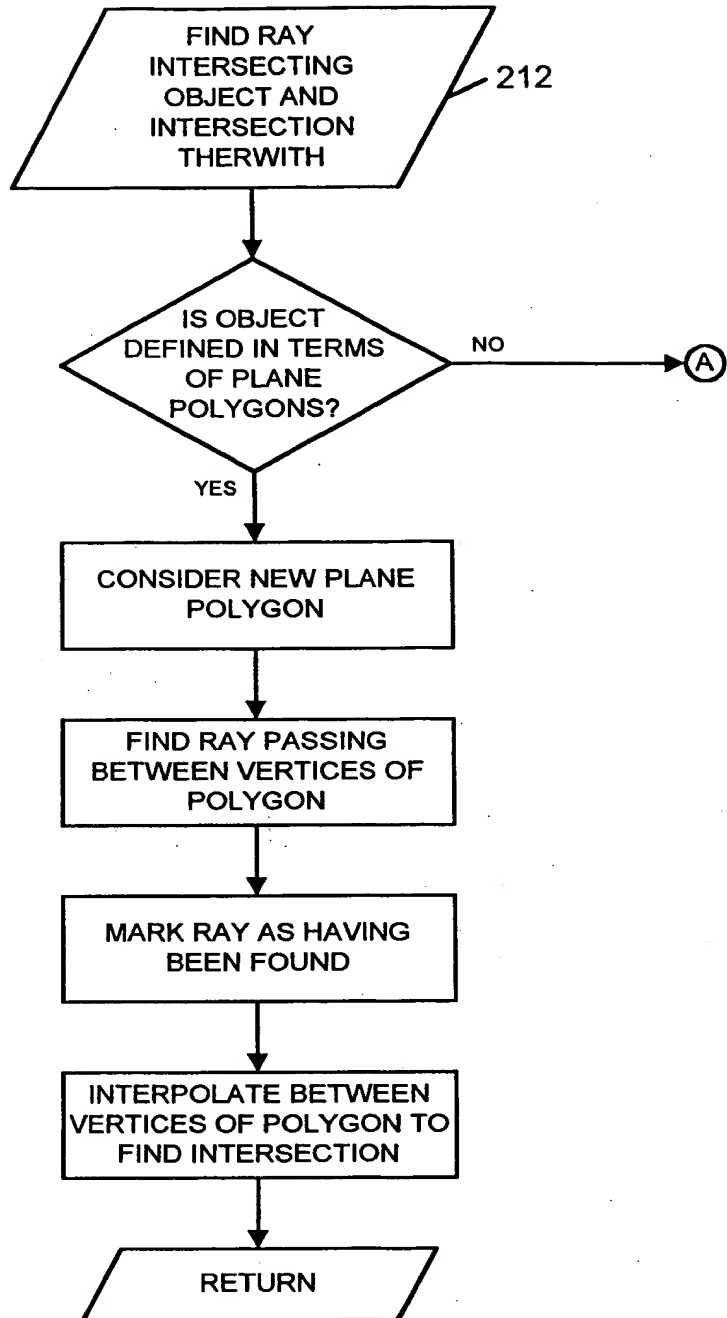 FIND RAY
INTERSECTING
OBJECT AND
INTERSECTION
THERWITH
212
IS OBJECT
DEFINED IN TERMS
OF PLANE
POLYGONS?
NO
A
YES
CONSIDER NEW PLANE
POLYGON
FIND RAY PASSING
BETWEEN VERTICES OF
POLYGON
MARK RAY AS HAVING
BEEN FOUND
INTERPOLATE BETWEEN
VERTICES OF POLYGON TO
FIND INTERSECTION
RETURN